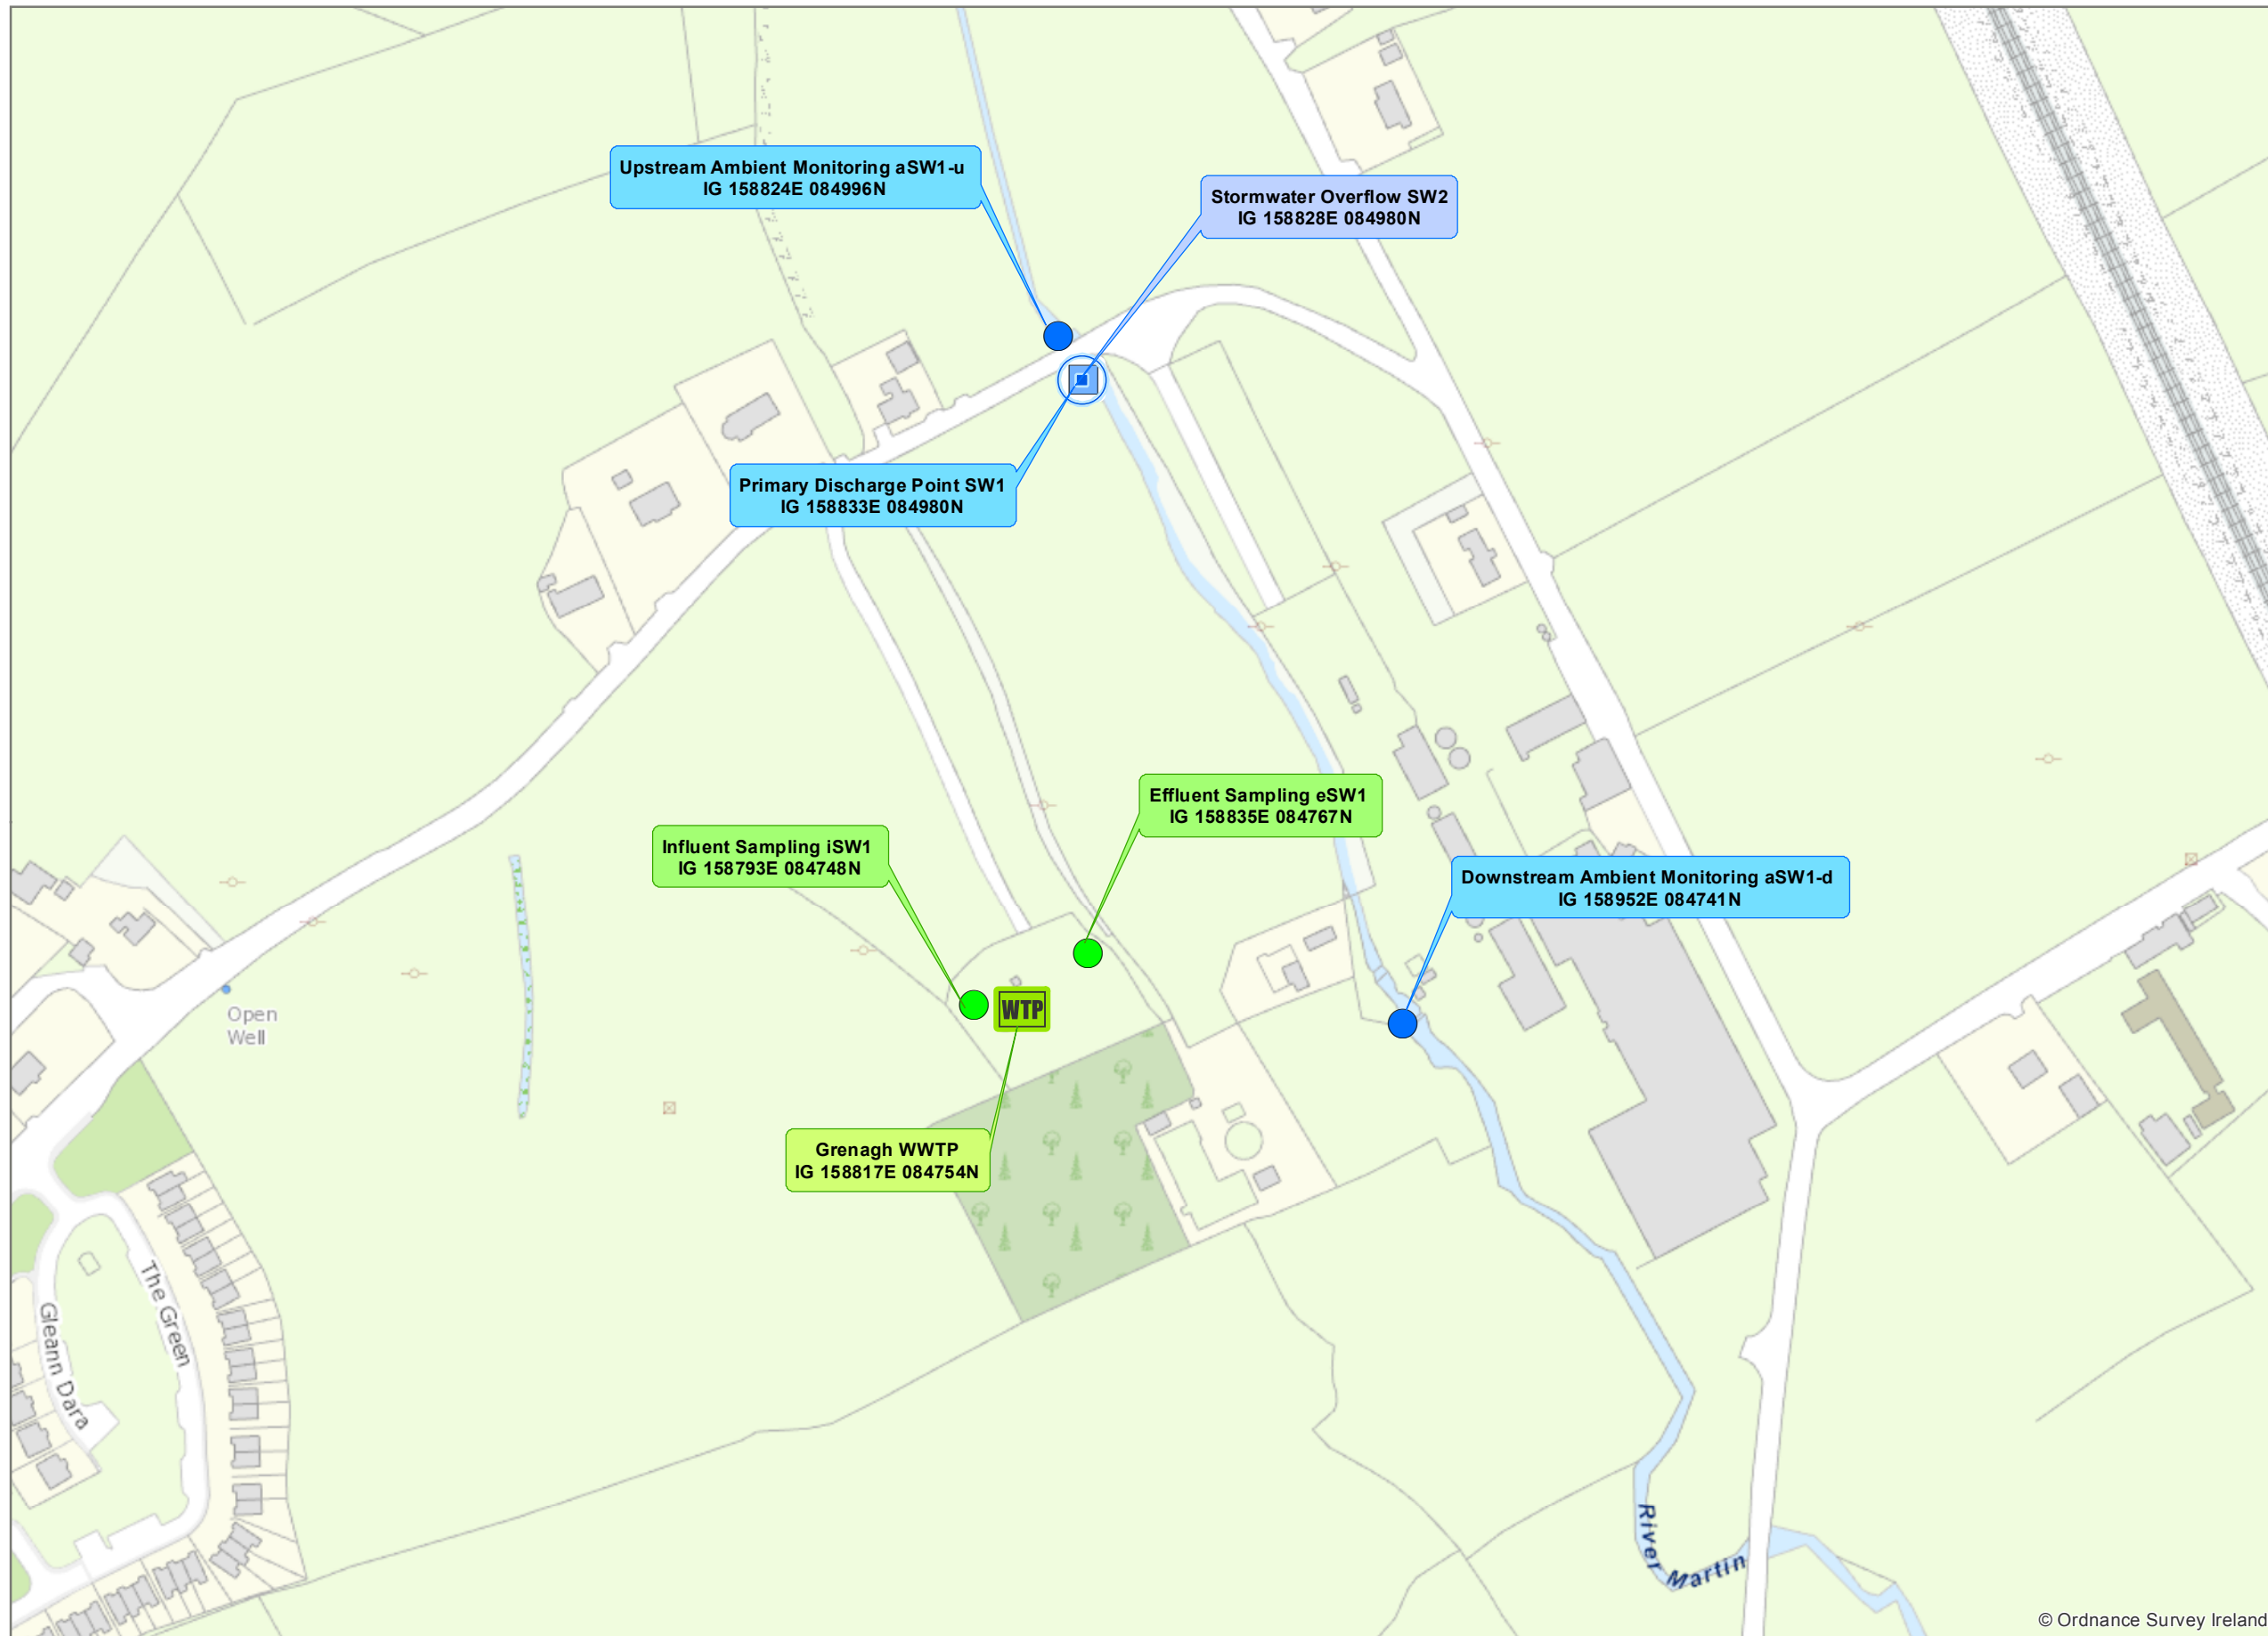 Upstream Ambient Monitoring aSW1-u
IG 158824E 084996N
Stormwater Overflow SW2
IG 158828E 084980N
Primary Discharge Point SW1
IG 158833E 084980N
Effluent Sampling eSW1
IG 158835E 084767N
Influent Sampling iSW1
IG 158793E 084748N
Downstream Ambient Monitoring aSW1-d
IG 158952E 084741N
Open
Well
WTP
Grenagh WWTP
IG 158817E 084754N
The Green
Gleann Dara
River Martin
© Ordnance Survey Ireland